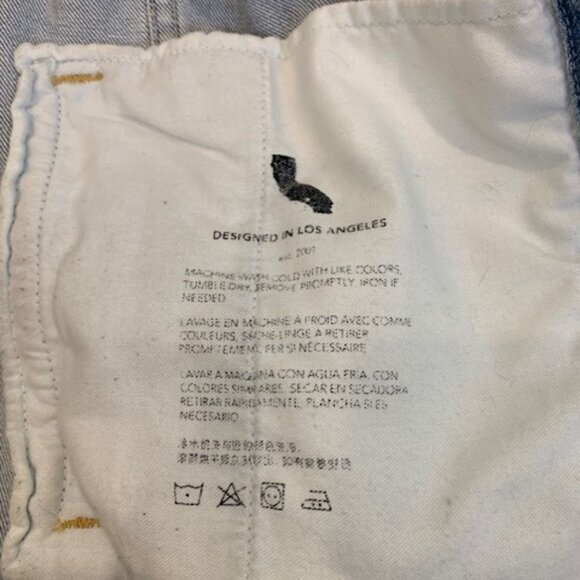 DESIGNED IN LOS ANGELES
est. 2001
MACHINE WASH COLD WITH LIKE COLORS,
TUMBLE DRY, REMOVE PROMPTLY, IRON IF
NEEDED
LAVAGE EN MACHINE A FROID AVEC COMME
COULEURS, SECHE-LINGE A RETIRER
PROMPTEMENT, FER SI NECESSAIRE
LAVAR A MAQUINA CON AGUA FRIA, CON
COLORES SIMILARES, SECAR EN SECADORA
RETIRAR RAPIDAMENTE, PLANCHA SI ES
NECESARIO